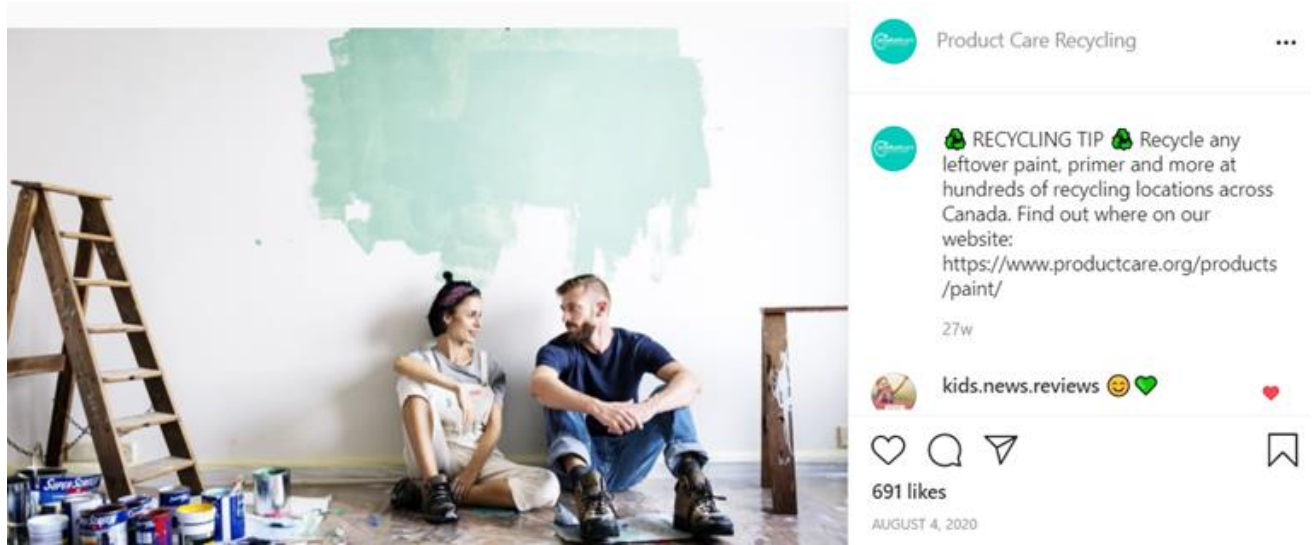 Product Care Recycling
♻ RECYCLING TIP ♻ Recycle any
leftover paint, primer and more at
hundreds of recycling locations across
Canada. Find out where on our
website:
https://www.productcare.org/products
/paint/
27w
kids.news.reviews 😊💚
691 likes
AUGUST 4, 2020